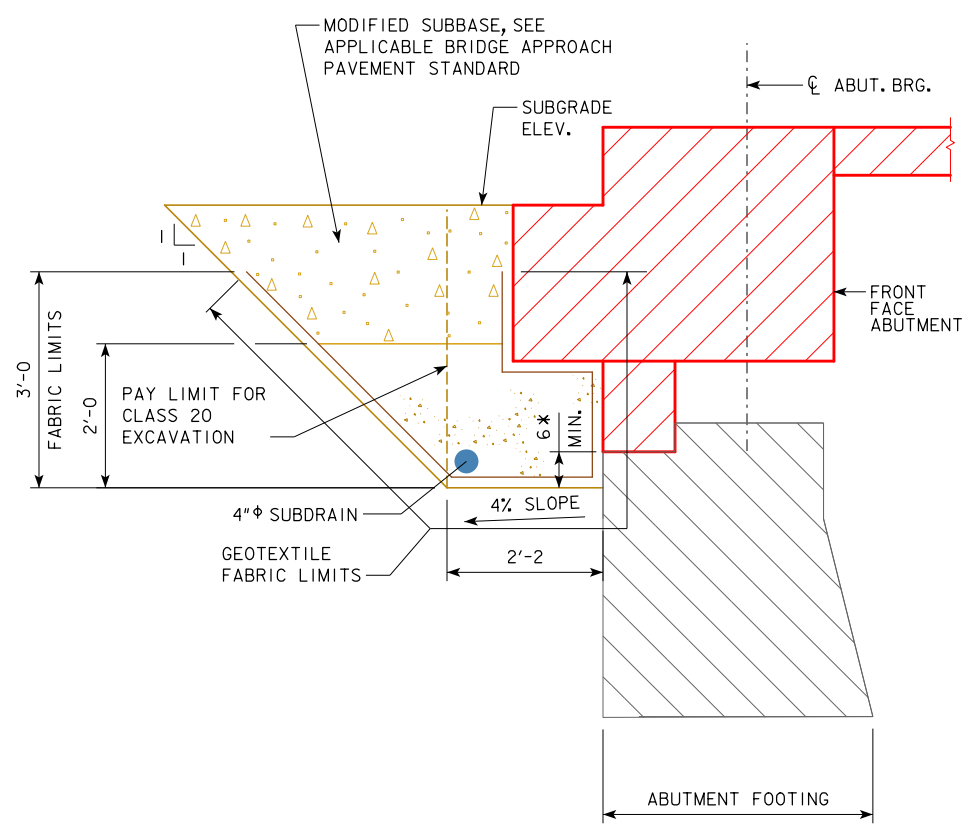 MODIFIED SUBBASE, SEE
APPLICABLE BRIDGE APPROACH
PAVEMENT STANDARD
℄ ABUT. BRG.
SUBGRADE
ELEV.
1
1
FRONT
FACE
ABUTMENT
3'-0
FABRIC LIMITS
2'-0
PAY LIMIT FOR
CLASS 20
EXCAVATION
6 *
MIN.
4"ϕ SUBDRAIN
4% SLOPE
GEOTEXTILE
FABRIC LIMITS
2'-2
ABUTMENT FOOTING